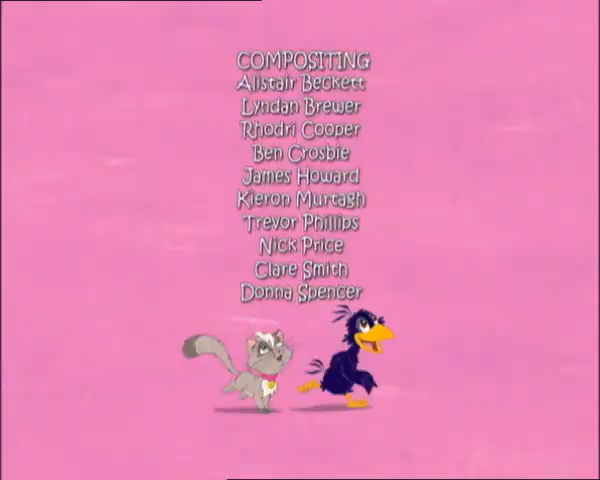 COMPOSITING
Alistair Beckett
Lyndan Brewer
Rhodri Cooper
Ben Crosbie
James Howard
Kieron Murtagh
Trevor Phillips
Nick Price
Clare Smith
Donna Spencer